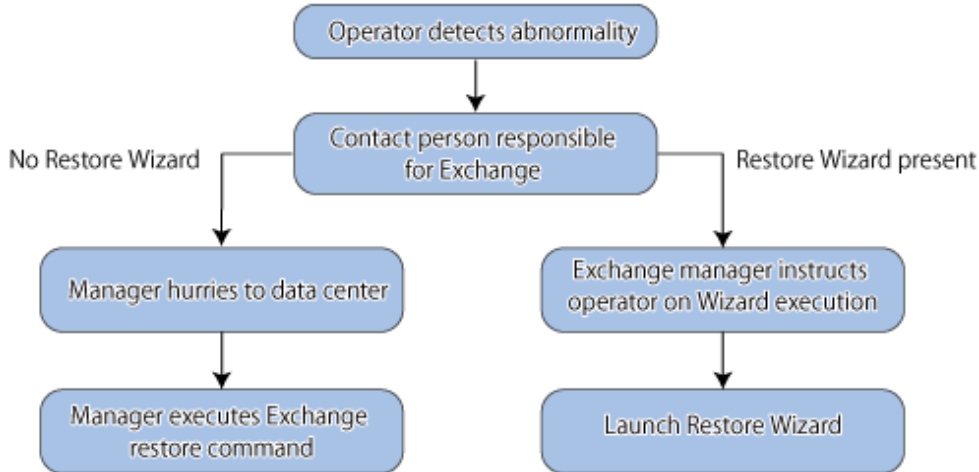 Operator detects abnormality
Contact person responsible
for Exchange
No Restore Wizard
Restore Wizard present
Manager hurries to data center
Exchange manager instructs
operator on Wizard execution
Manager executes Exchange
restore command
Launch Restore Wizard